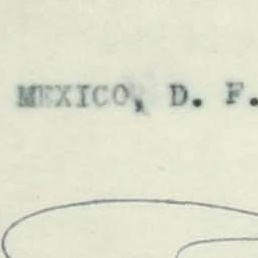 MEXICO, D. F.